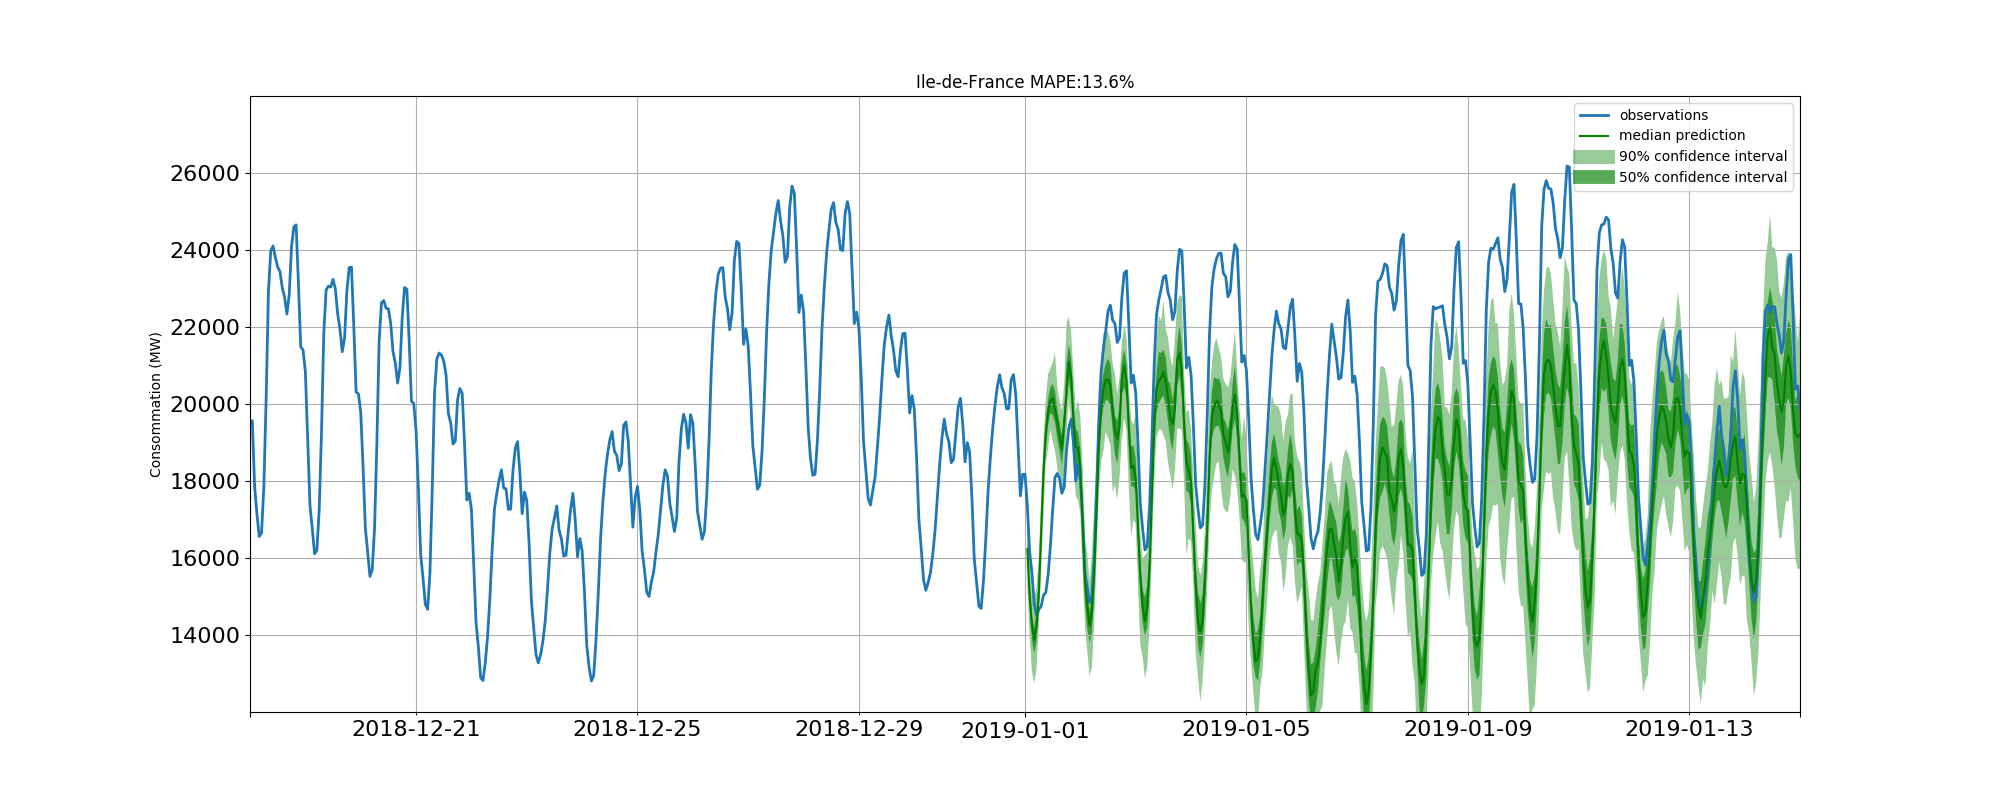 Ile-de-France MAPE:13.6%
observations
median prediction
90% confidence interval
50% confidence interval
Consommation (MW)
26000
24000
22000
20000
18000
16000
14000
2018-12-21 2018-12-25 2018-12-29 2019-01-01 2019-01-05 2019-01-09 2019-01-13